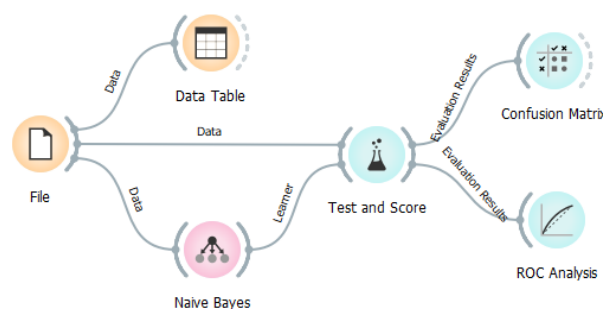 Data
Data Table
Data
File
Data
Naive Bayes
Learner
Test and Score
Evaluation Results
Confusion Matrix
Evaluation Results
ROC Analysis